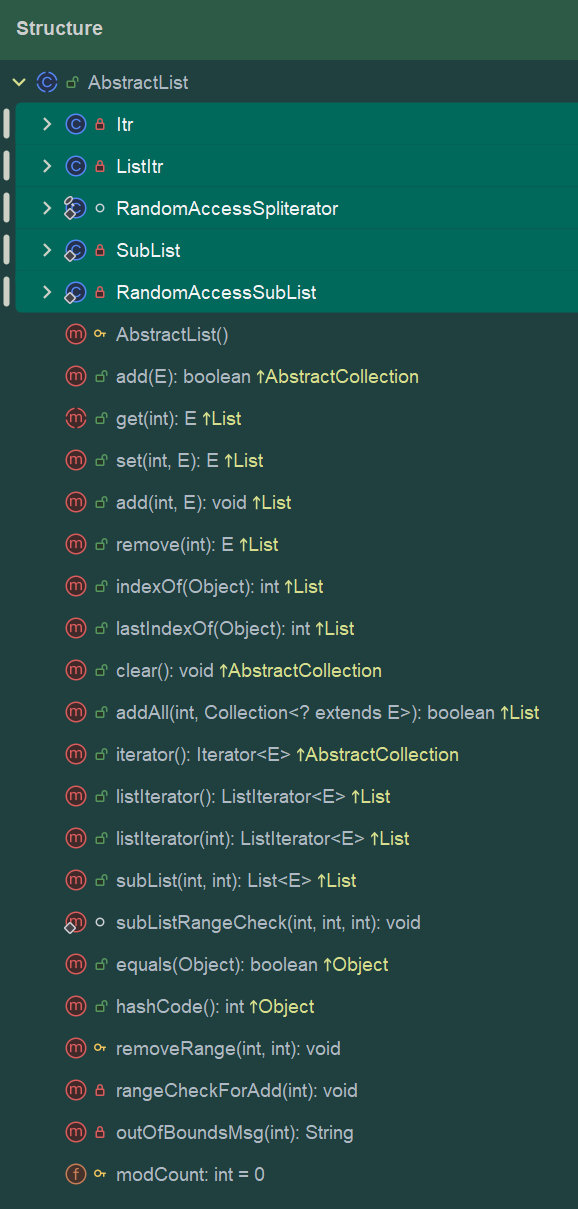 Structure
AbstractList
Itr
ListItr
RandomAccessSpliterator
SubList
RandomAccessSubList
AbstractList()
add(E): boolean ↑AbstractCollection
get(int): E ↑List
set(int, E): E ↑List
add(int, E): void ↑List
remove(int): E ↑List
indexOf(Object): int ↑List
lastIndexOf(Object): int ↑List
clear(): void ↑AbstractCollection
addAll(int, Collection<? extends E>): boolean ↑List
iterator(): Iterator<E> ↑AbstractCollection
listIterator(): ListIterator<E> ↑List
listIterator(int): ListIterator<E> ↑List
subList(int, int): List<E> ↑List
subListRangeCheck(int, int, int): void
equals(Object): boolean ↑Object
hashCode(): int ↑Object
removeRange(int, int): void
rangeCheckForAdd(int): void
outOfBoundsMsg(int): String
modCount: int = 0